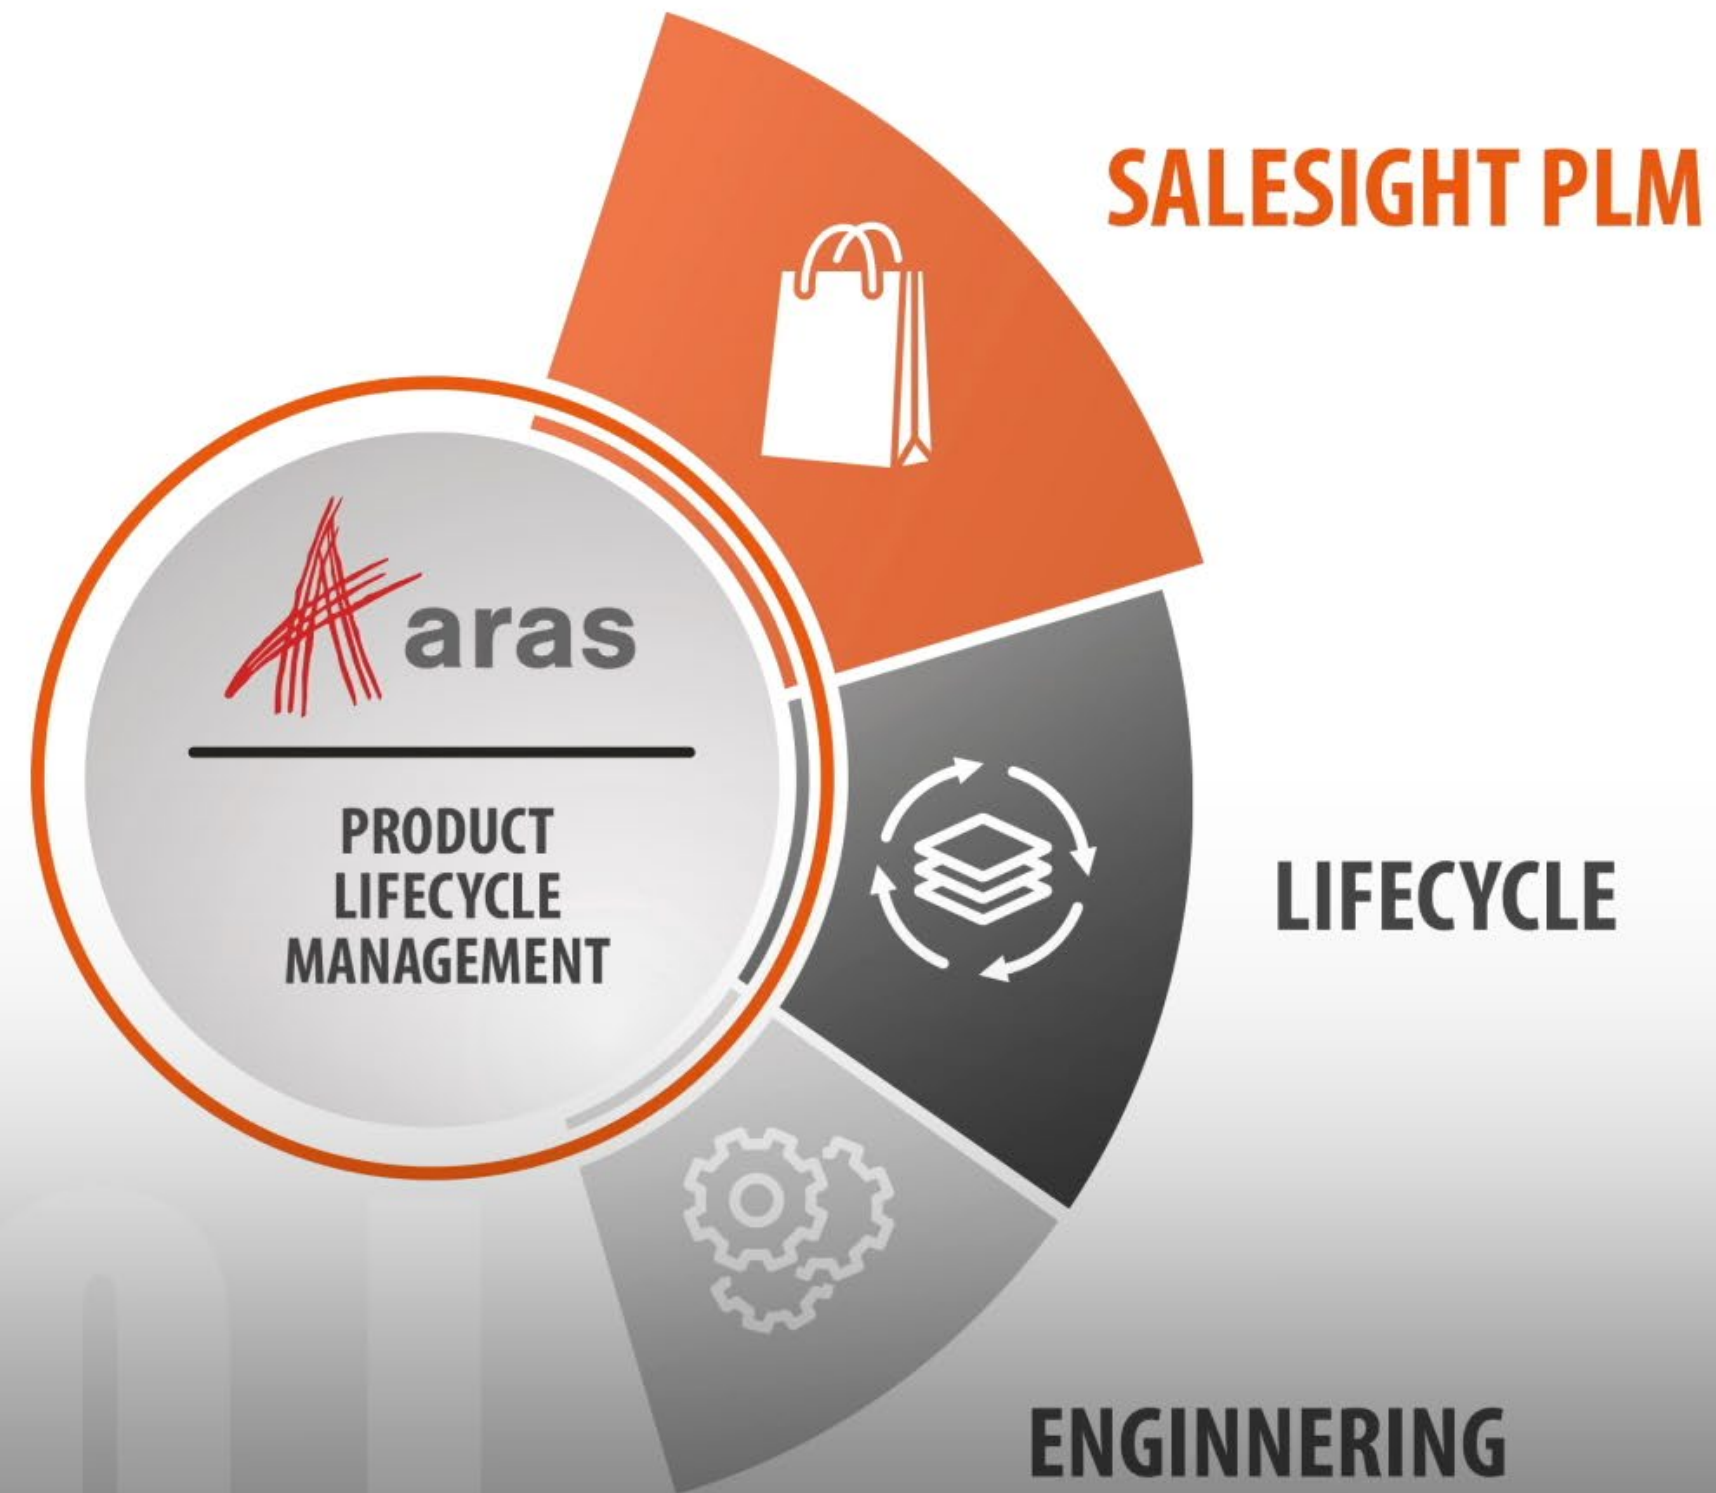 SALESIGHT PLM
aras
PRODUCT
LIFECYCLE
MANAGEMENT
LIFECYCLE
ENGINNERING